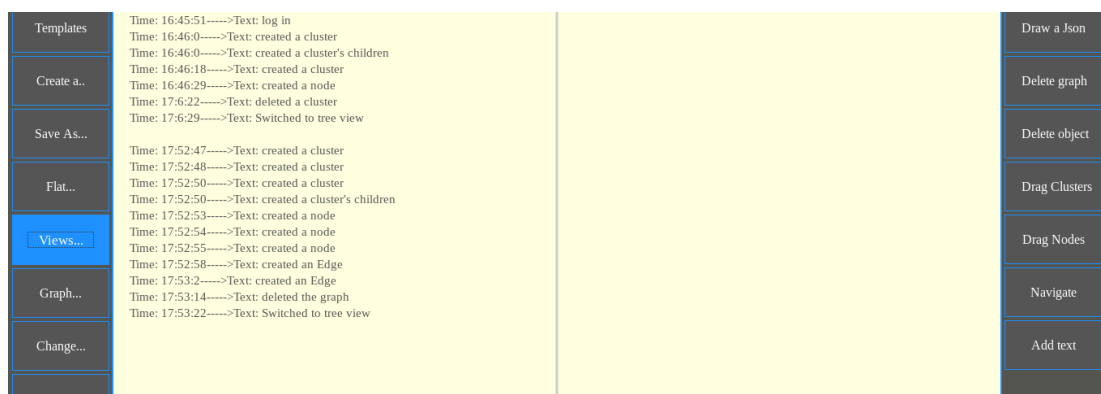 Templates
Create a..
Save As...
Flat...
Views...
Graph...
Change...
Time: 16:45:51----->Text: log in
Time: 16:46:0----->Text: created a cluster
Time: 16:46:0----->Text: created a cluster's children
Time: 16:46:18----->Text: created a cluster
Time: 16:46:29----->Text: created a node
Time: 17:6:22----->Text: deleted a cluster
Time: 17:6:29----->Text: Switched to tree view
Time: 17:52:47----->Text: created a cluster
Time: 17:52:48----->Text: created a cluster
Time: 17:52:50----->Text: created a cluster
Time: 17:52:50----->Text: created a cluster's children
Time: 17:52:53----->Text: created a node
Time: 17:52:54----->Text: created a node
Time: 17:52:55----->Text: created a node
Time: 17:52:58----->Text: created an Edge
Time: 17:53:2----->Text: created an Edge
Time: 17:53:14----->Text: deleted the graph
Time: 17:53:22----->Text: Switched to tree view
Draw a Json
Delete graph
Delete object
Drag Clusters
Drag Nodes
Navigate
Add text